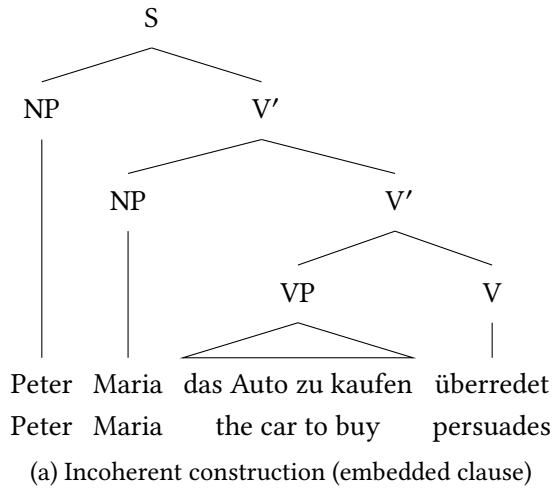 S
NP V′
NP V′
VP V
Peter Maria das Auto zu kaufen überredet
Peter Maria the car to buy persuades
(a) Incoherent construction (embedded clause)